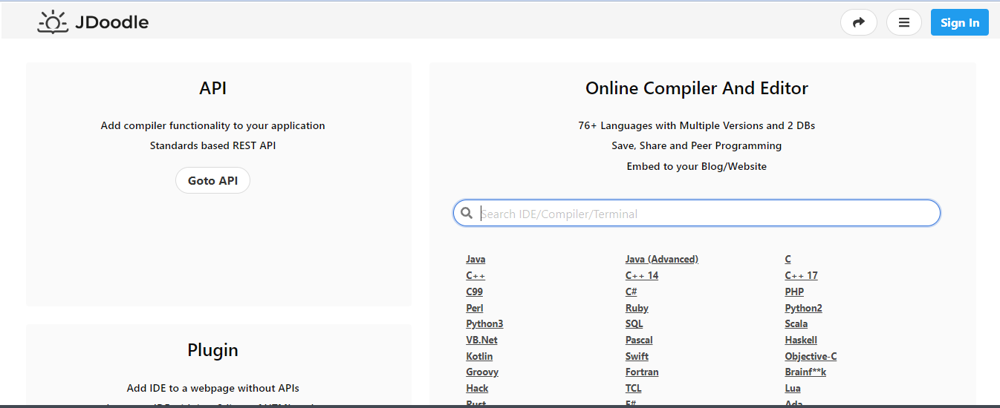 JDoodle
Sign In
API
Add compiler functionality to your application
Standards based REST API
Goto API
Plugin
Add IDE to a webpage without APIs
Online Compiler And Editor
76+ Languages with Multiple Versions and 2 DBs
Save, Share and Peer Programming
Embed to your Blog/Website
Search IDE/Compiler/Terminal
Java Java (Advanced) C
C++ C++ 14 C++ 17
C99 C# PHP
Perl Ruby Python2
Python3 SQL Scala
VB.Net Pascal Haskell
Kotlin Swift Objective-C
Groovy Fortran Brainf**k
Hack TCL Lua
Rust F# Ada